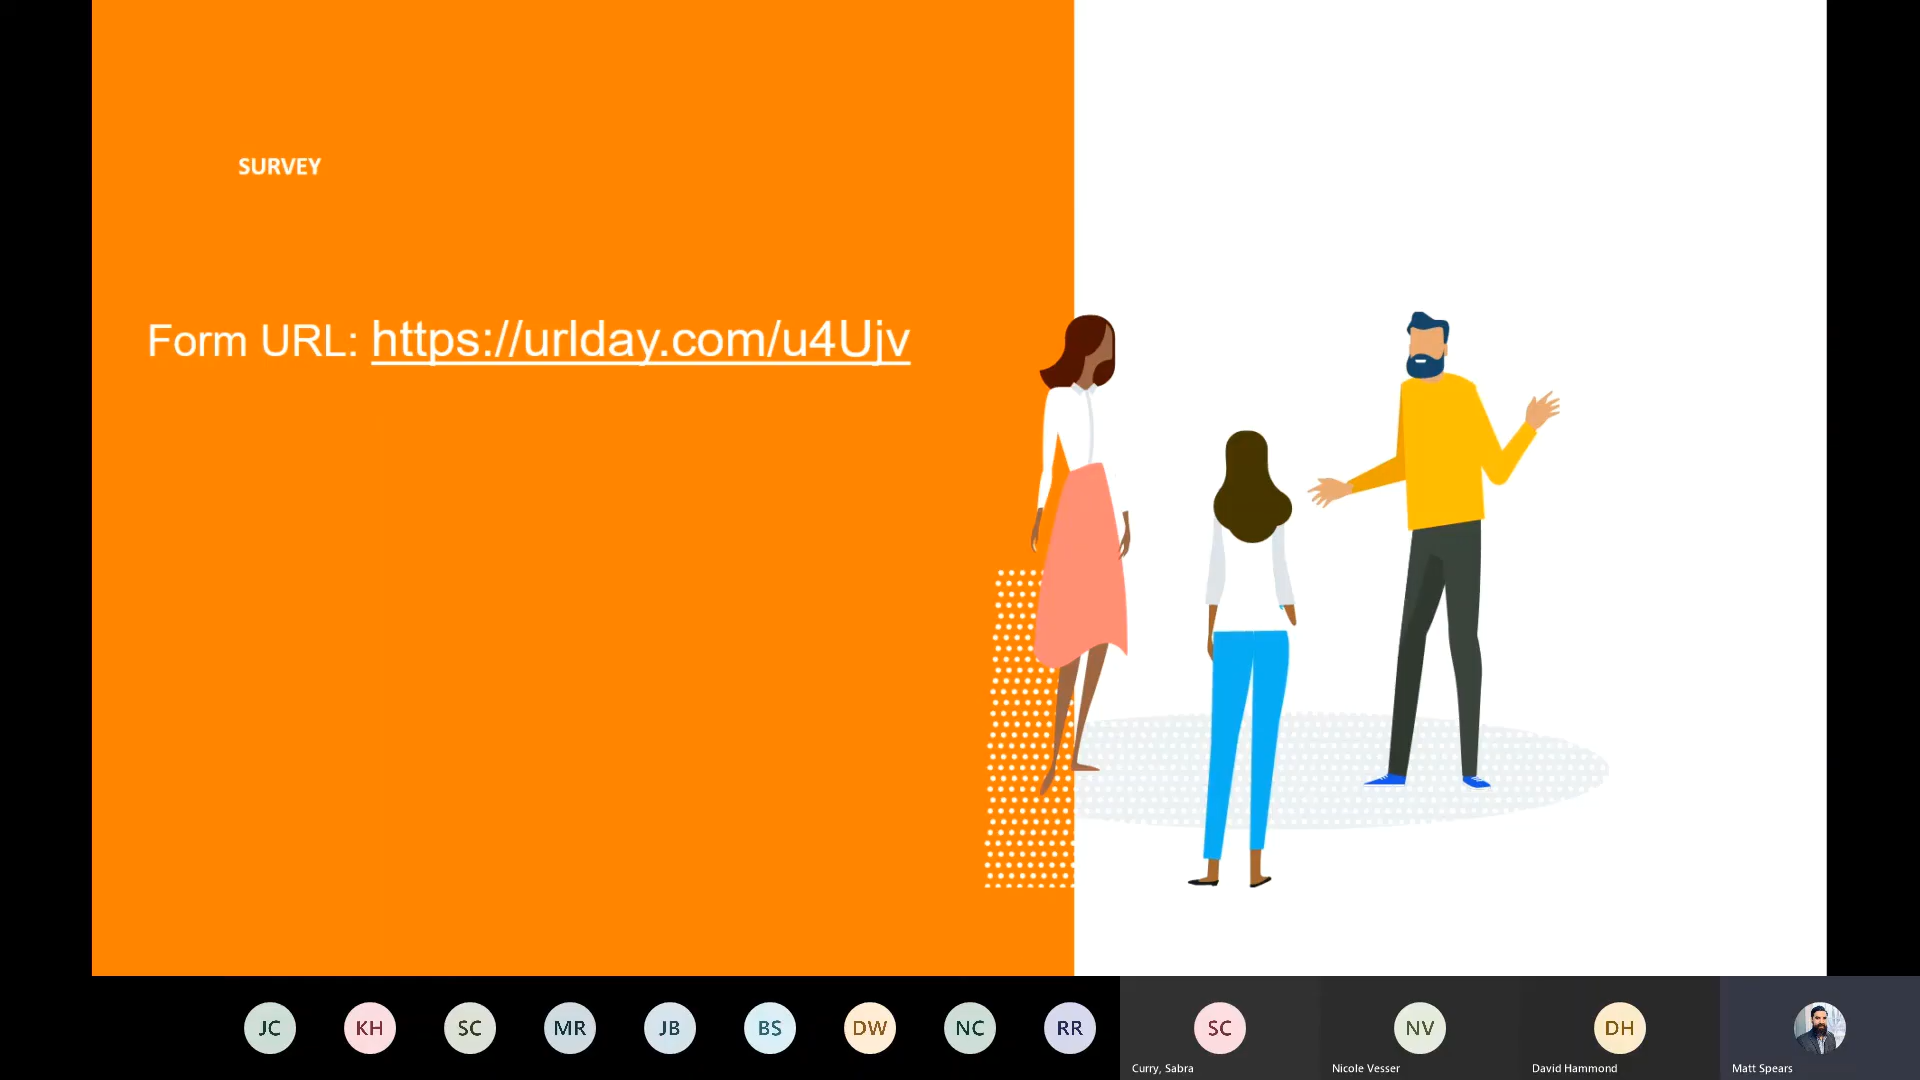 SURVEY
Form URL: https://urlday.com/u4Ujv
JC
KH
SC
MR
JB
BS
DW
NC
RR
SC
NV
DH
Curry, Sabra
Nicole Vesser
David Hammond
Matt Spears